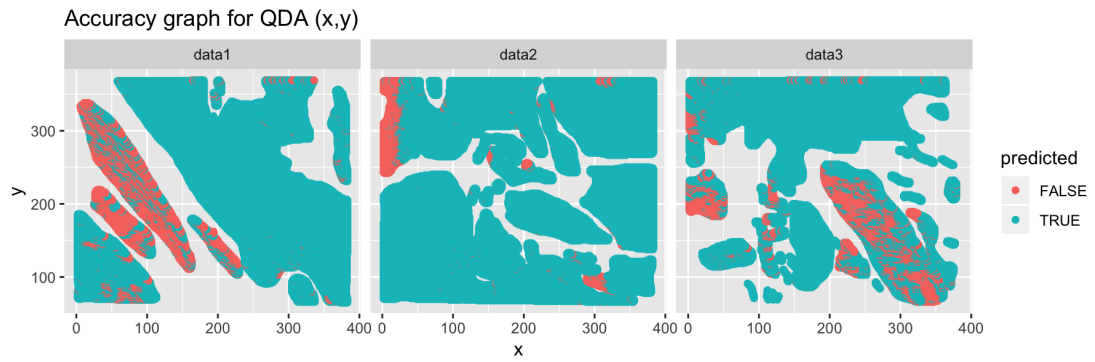 Accuracy graph for QDA (x,y)
data1 data2 data3
300
200
100
y
0 100 200 300 400 0 100 200 300 400 0 100 200 300 400
x
predicted
FALSE
TRUE